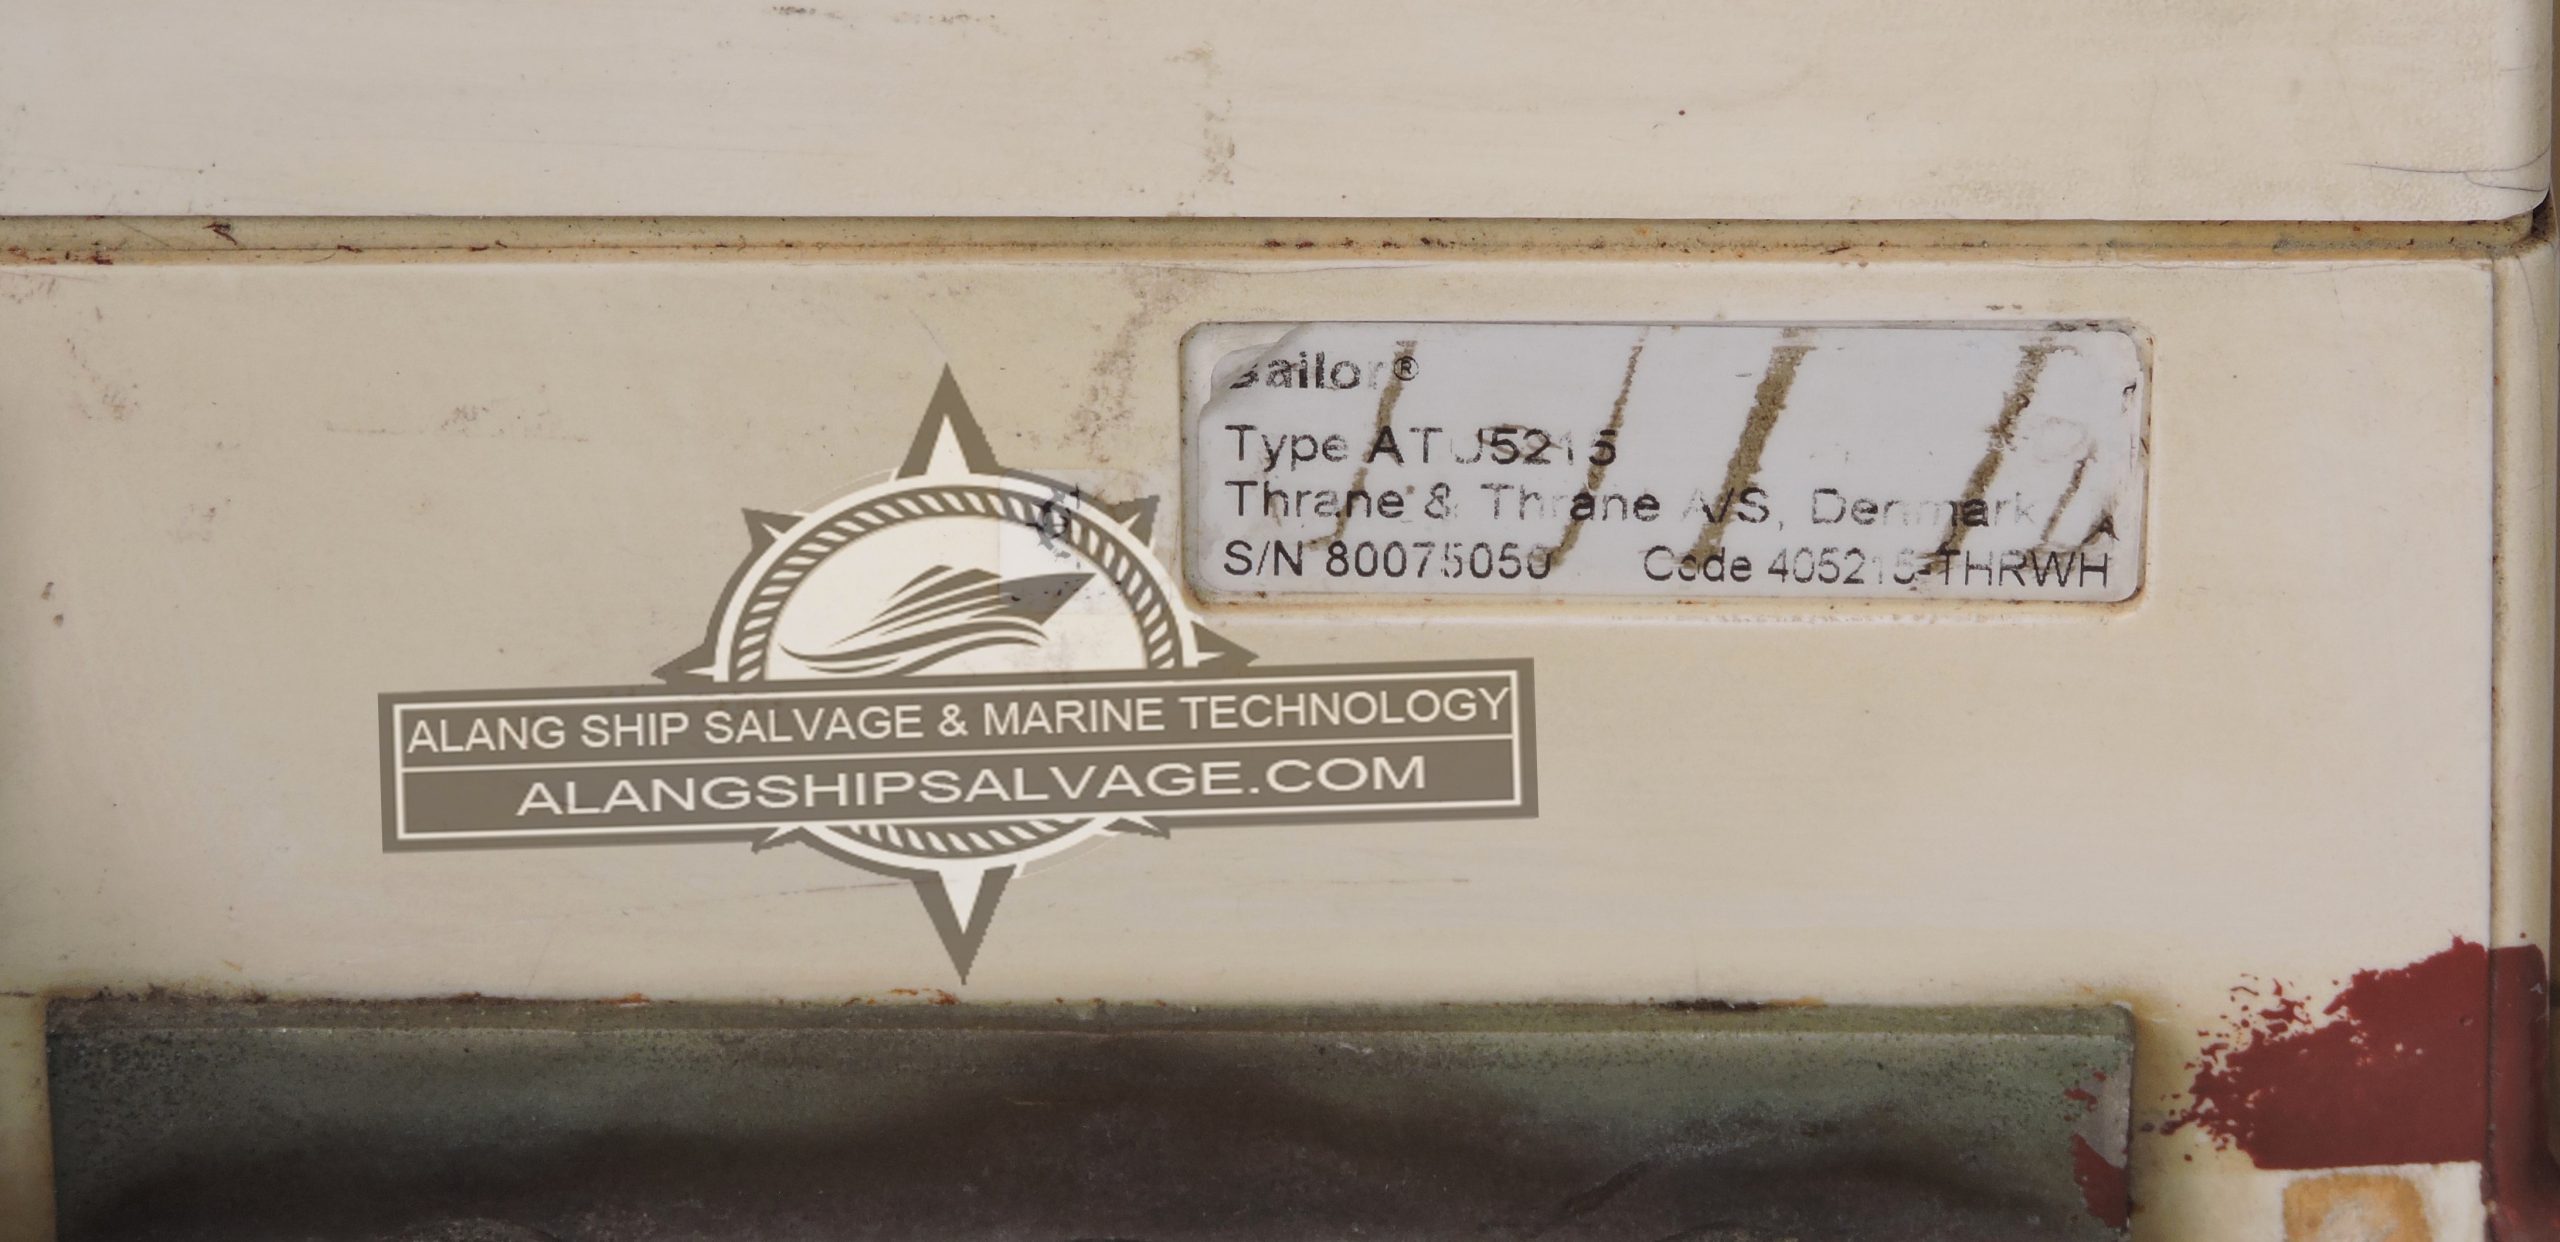 Sailor®
Type ATU5215
Thrane & Thrane A/S, Denmark
S/N 80075050 Code 405215-THRWH
ALANG SHIP SALVAGE & MARINE TECHNOLOGY
ALANGSHIPSALVAGE.COM